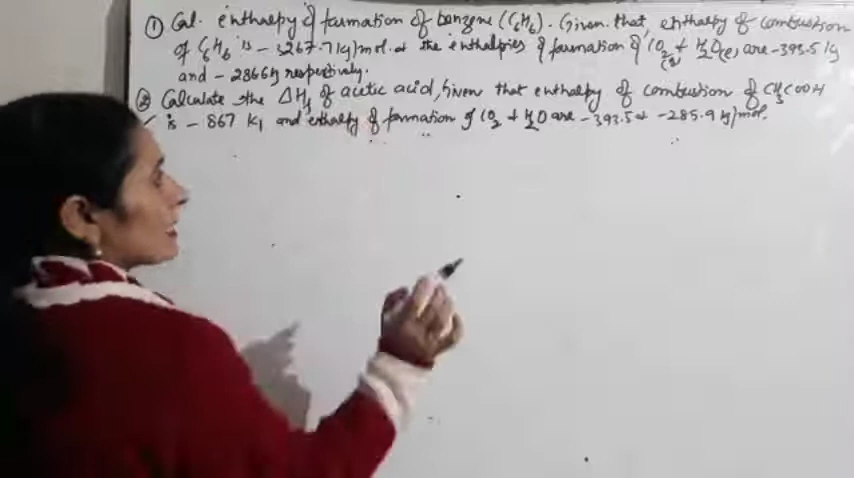 ① Cal. enthalpy of formation of benzene (C6H6). Given that, enthalpy of combustion
of C6H6 is - 3267.7 kJ/mol. & the enthalpies of formation of CO2(g) + H2O(l) are -393.5 kJ
and - 286.6 kJ respectively.
② Calculate the ΔHf of acetic acid, Given that enthalpy of combustion of CH3COOH
is - 867 KJ and enthalpy of formation of CO2 + H2O are -393.5 & -285.9 kJ/mol.